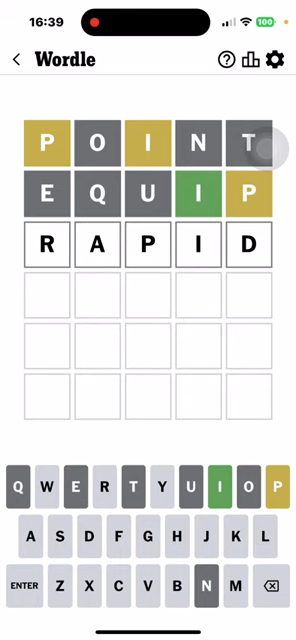 16:39
100
Wordle
P O I N T
E Q U I P
R A P I D
Q W E R T Y U I O P
A S D F G H J K L
ENTER Z X C V B N M